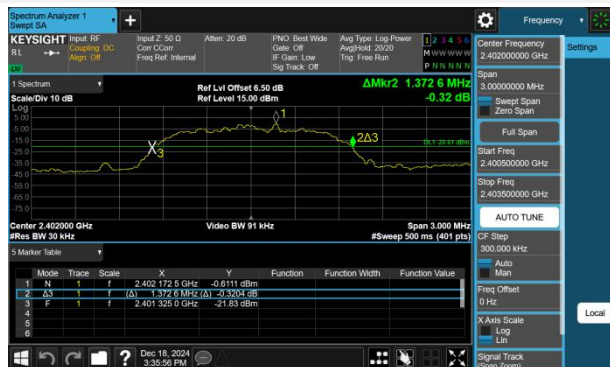 Spectrum Analyzer 1
Swept SA
+
Frequency
KEYSIGHT
Input: RF
Coupling: DC
Align: Off
Input Z: 50 Ω
Corr CCorr
Freq Ref: Internal
Atten: 20 dB
PNO: Best Wide
Gate: Off
IF Gain: Low
Sig Track: Off
Avg Type: Log-Power
Avg|Hold: 20/20
Trig: Free Run
1 2 3 4 5 6
M W W W W W
P N N N N N
RL
LV
1 Spectrum
Scale/Div 10 dB
Ref Lvl Offset 6.50 dB
Ref Level 15.00 dBm
ΔMkr2 1.372 6 MHz
-0.32 dB
Log
5.00
-5.00
-15.0
-25.0
-35.0
-45.0
-55.0
-65.0
-75.0
1
2Δ3
X3
Center 2.402000 GHz
#Res BW 30 kHz
Video BW 91 kHz
Span 3.000 MHz
#Sweep 500 ms (401 pts)
5 Marker Table
Mode Trace Scale X Y Function Function Width Function Value
1 N 1 f 2.402 172 5 GHz -0.6111 dBm
2 Δ3 1 f (Δ) 1.372 6 MHz (Δ) -0.3204 dB
3 F 1 f 2.401 325 0 GHz -21.83 dBm
4
5
6
?
Dec 18, 2024
3:35:56 PM
Center Frequency
2.402000000 GHz
Span
3.00000000 MHz
Swept Span
Zero Span
Full Span
Start Freq
2.400500000 GHz
Stop Freq
2.403500000 GHz
AUTO TUNE
CF Step
300.000 kHz
Auto
Man
Freq Offset
0 Hz
X Axis Scale
Log
Lin
Signal Track
(Span Zoom)
Settings
Local